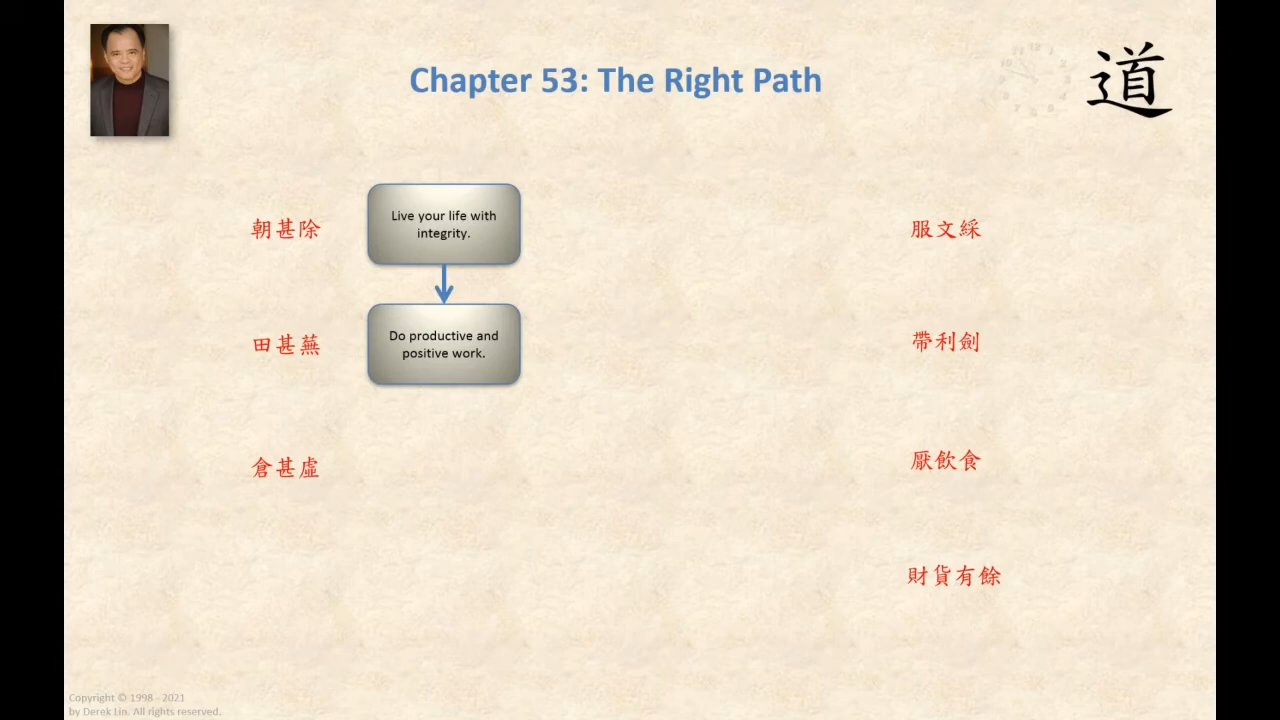 Chapter 53: The Right Path
道
朝甚除
Live your life with
integrity.
服文綵
田甚蕪
Do productive and
positive work.
帶利劍
倉甚虛
厭飲食
財貨有餘
Copyright © 1998 - 2021
by Derek Lin. All rights reserved.